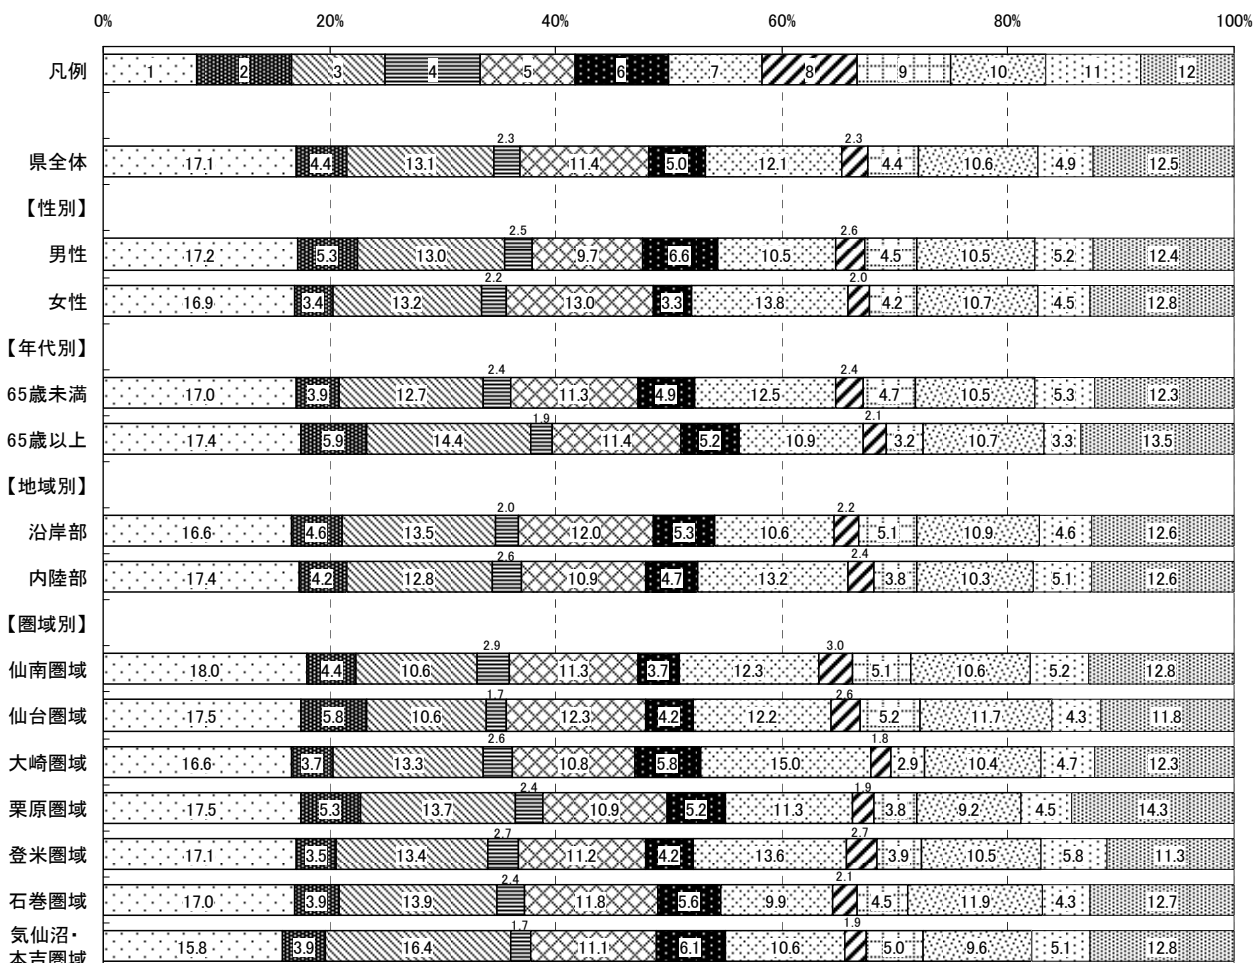 0% 20% 40% 60% 80% 100%
凡例 1 2 3 4 5 6 7 8 9 10 11 12
県全体 17.1 4.4 13.1 2.3 11.4 5.0 12.1 2.3 4.4 10.6 4.9 12.5
【性別】
男性 17.2 5.3 13.0 2.5 9.7 6.6 10.5 2.6 4.5 10.5 5.2 12.4
女性 16.9 3.4 13.2 2.2 13.0 3.3 13.8 2.0 4.2 10.7 4.5 12.8
【年代別】
65歳未満 17.0 3.9 12.7 2.4 11.3 4.9 12.5 2.4 4.7 10.5 5.3 12.3
65歳以上 17.4 5.9 14.4 1.9 11.4 5.2 10.9 2.1 3.2 10.7 3.3 13.5
【地域別】
沿岸部 16.6 4.6 13.5 2.0 12.0 5.3 10.6 2.2 5.1 10.9 4.6 12.6
内陸部 17.4 4.2 12.8 2.6 10.9 4.7 13.2 2.4 3.8 10.3 5.1 12.6
【圏域別】
仙南圏域 18.0 4.4 10.6 2.9 11.3 3.7 12.3 3.0 5.1 10.6 5.2 12.8
仙台圏域 17.5 5.8 10.6 1.7 12.3 4.2 12.2 2.6 5.2 11.7 4.3 11.8
大崎圏域 16.6 3.7 13.3 2.6 10.8 5.8 15.0 1.8 2.9 10.4 4.7 12.3
栗原圏域 17.5 5.3 13.7 2.4 10.9 5.2 11.3 1.9 3.8 9.2 4.5 14.3
登米圏域 17.1 3.5 13.4 2.7 11.2 4.2 13.6 2.7 3.9 10.5 5.8 11.3
石巻圏域 17.0 3.9 13.9 2.4 11.8 5.6 9.9 2.1 4.5 11.9 4.3 12.7
気仙沼・
本吉圏域 15.8 3.9 16.4 1.7 11.1 6.1 10.6 1.9 5.0 9.6 5.1 12.8